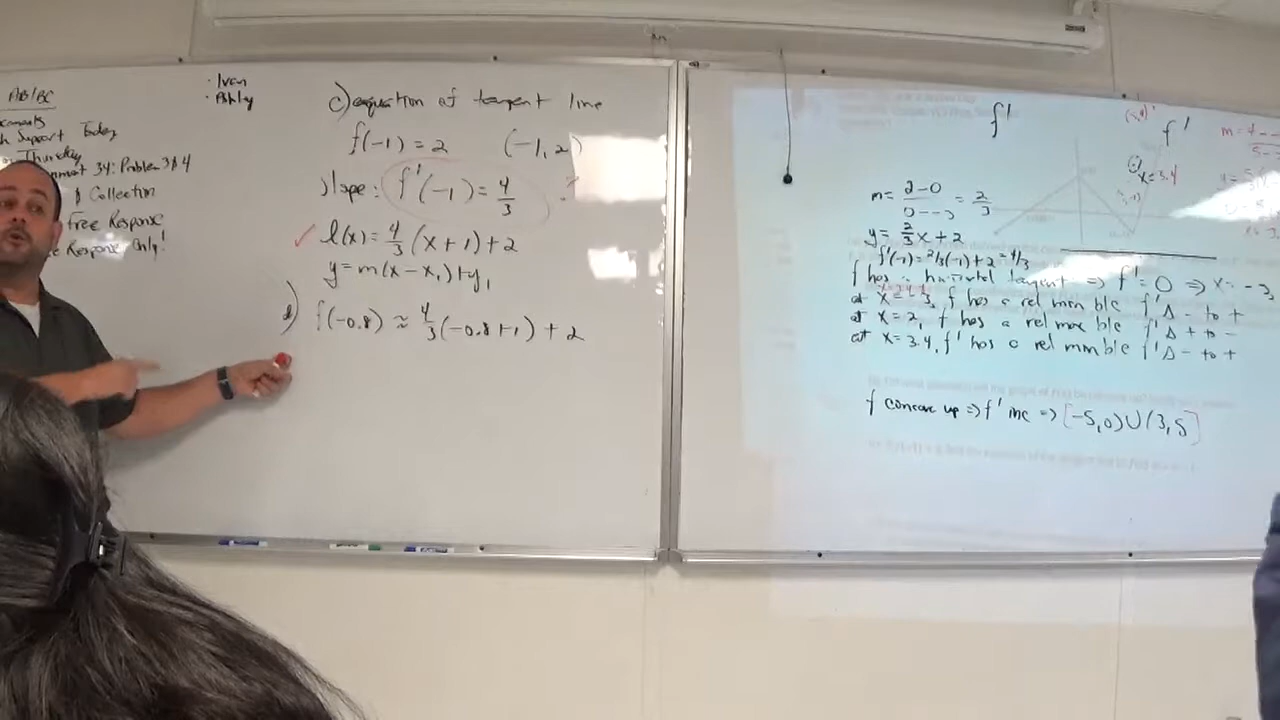 AB/BC
Support Today
Thursday
34: Problem 3 & 4
& Collection
Free Response
Response Only!
· Ivan
· Ashly
c) equation of tangent line
f(-1) = 2 (-1, 2)
slope: f'(-1) = 4/3
l(x) = 4/3 (x+1) + 2
y = m(x - x₁) + y₁
d) f(-0.8) ≈ 4/3 (-0.8+1) + 2
f'
f'
x = 3.4
m = 2-0 / 0--3 = 2/3
y = 2/3 x + 2
f'(-1) = 2/3(-1) + 2 = 4/3
f has a horizontal tangent => f' = 0 => x = -3,
at x = -3, f has a rel min b/c f' Δ - to +
at x = 2, f has a rel max b/c f' Δ + to -
at x = 3.4, f has a rel min b/c f' Δ - to +
f concave up => f' inc => [-5,0) ∪ (3,5]